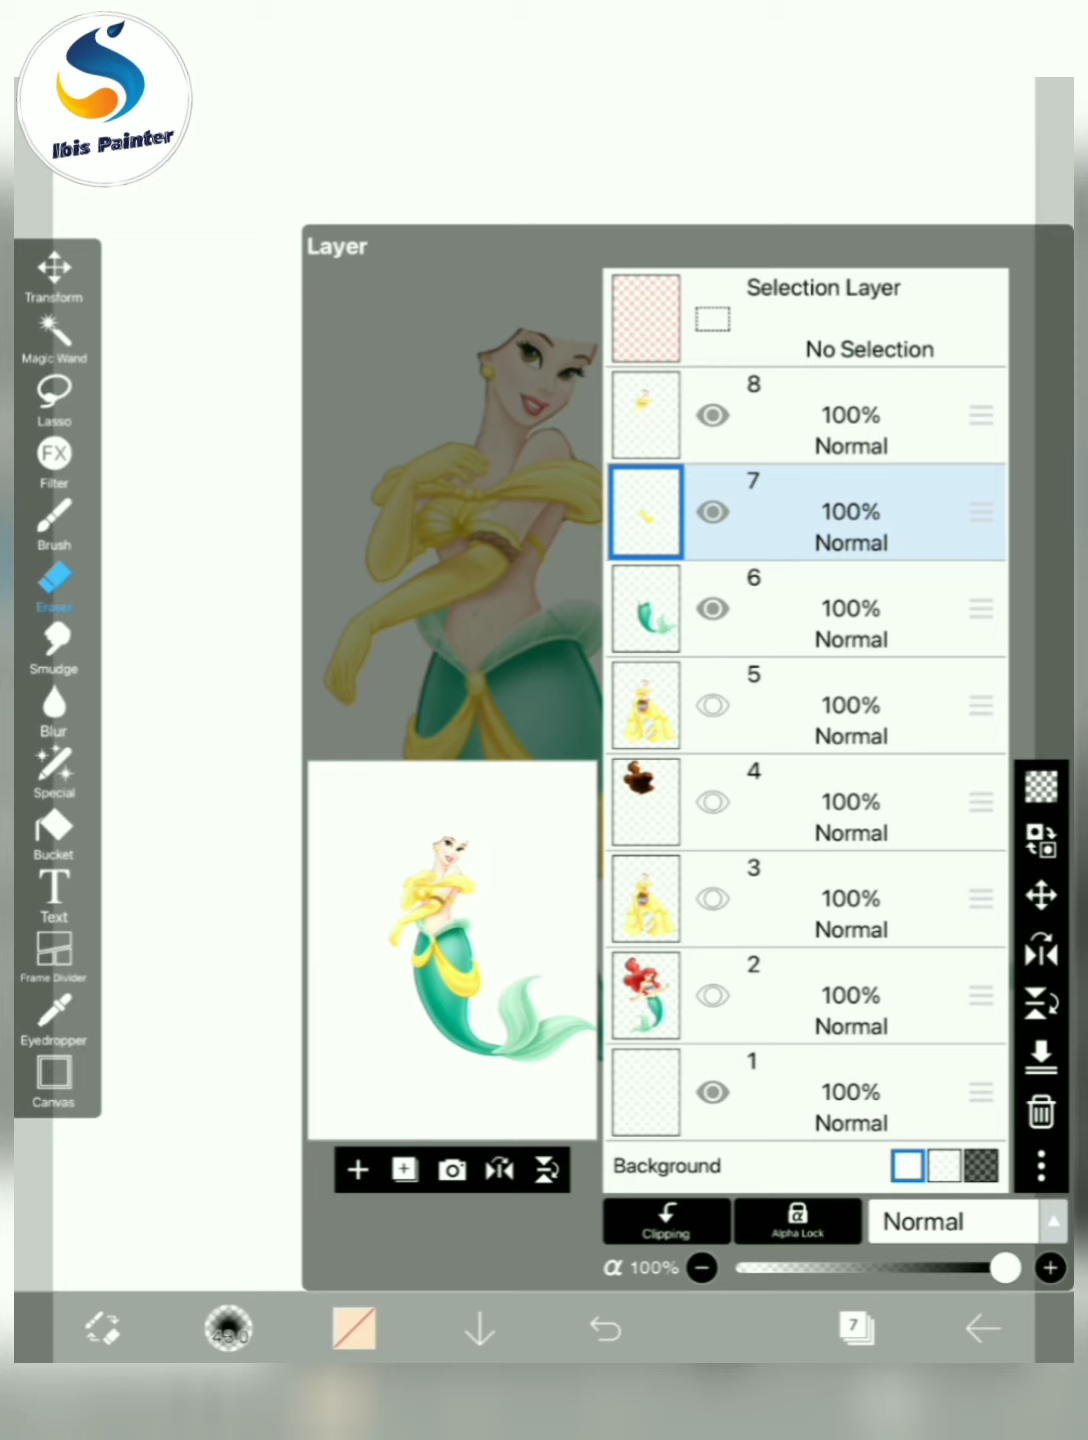 Ibis Painter
Layer
Transform
Magic Wand
Lasso
FX
Filter
Brush
Eraser
Smudge
Blur
Special
Bucket
T
Text
Frame Divider
Eyedropper
Canvas
Selection Layer
No Selection
8
100%
Normal
7
100%
Normal
6
100%
Normal
5
100%
Normal
4
100%
Normal
3
100%
Normal
2
100%
Normal
1
100%
Normal
Background
Clipping
α
Alpha Lock
Normal
α 100%
7